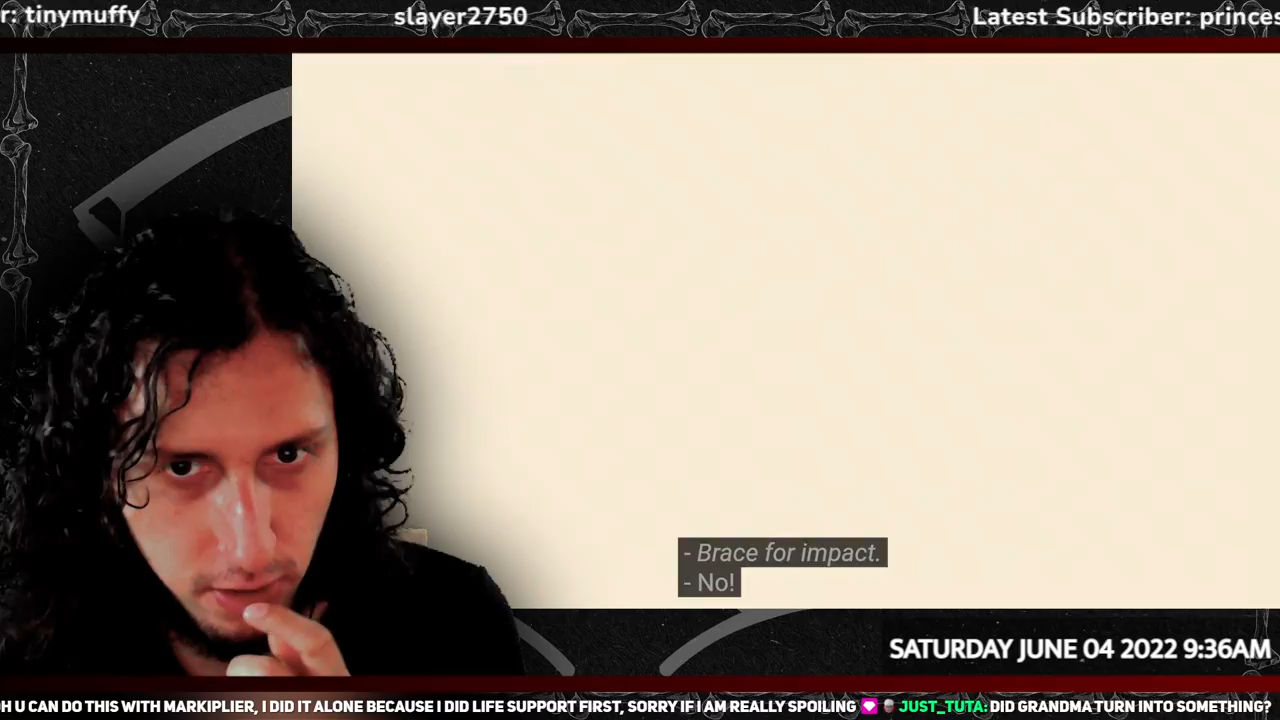 r: tinymuffy
slayer2750
Latest Subscriber: princes
- Brace for impact.
- No!
SATURDAY JUNE 04 2022 9:36AM
H U CAN DO THIS WITH MARKIPLIER, I DID IT ALONE BECAUSE I DID LIFE SUPPORT FIRST, SORRY IF I AM REALLY SPOILING JUST_TUTA: DID GRANDMA TURN INTO SOMETHING?